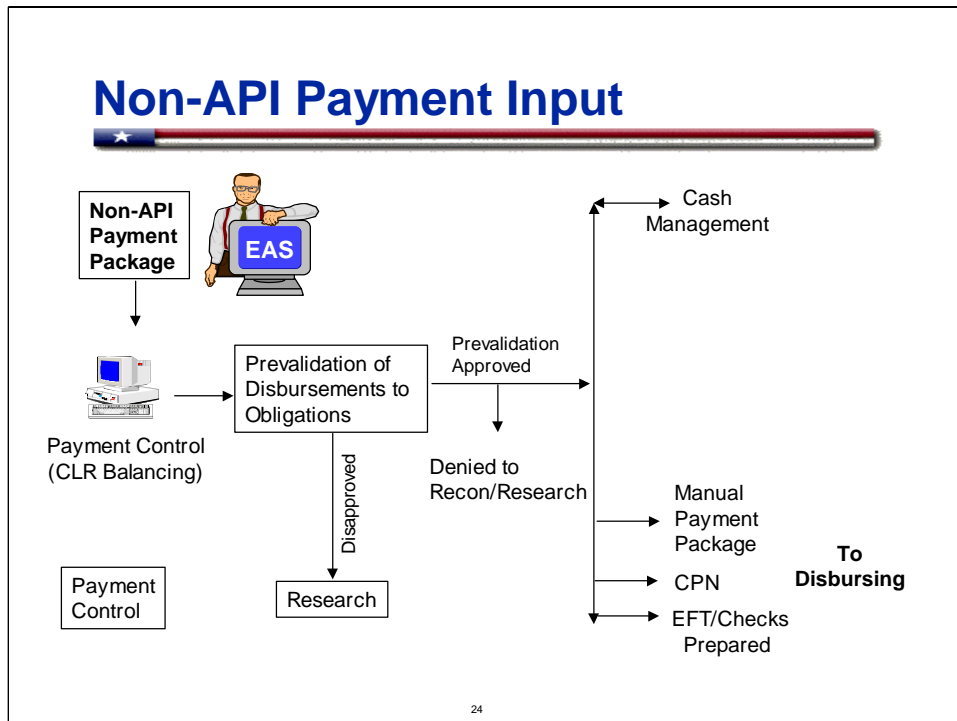 Non-API Payment Input
Non-API
Payment
Package
EAS
Cash
Management
Prevalidation
Approved
Prevalidation of
Disbursements to
Obligations
Payment Control
(CLR Balancing)
Denied to
Recon/Research
Disapproved
Manual
Payment
Package
To
Disbursing
CPN
Payment
Control
Research
EFT/Checks
Prepared
24